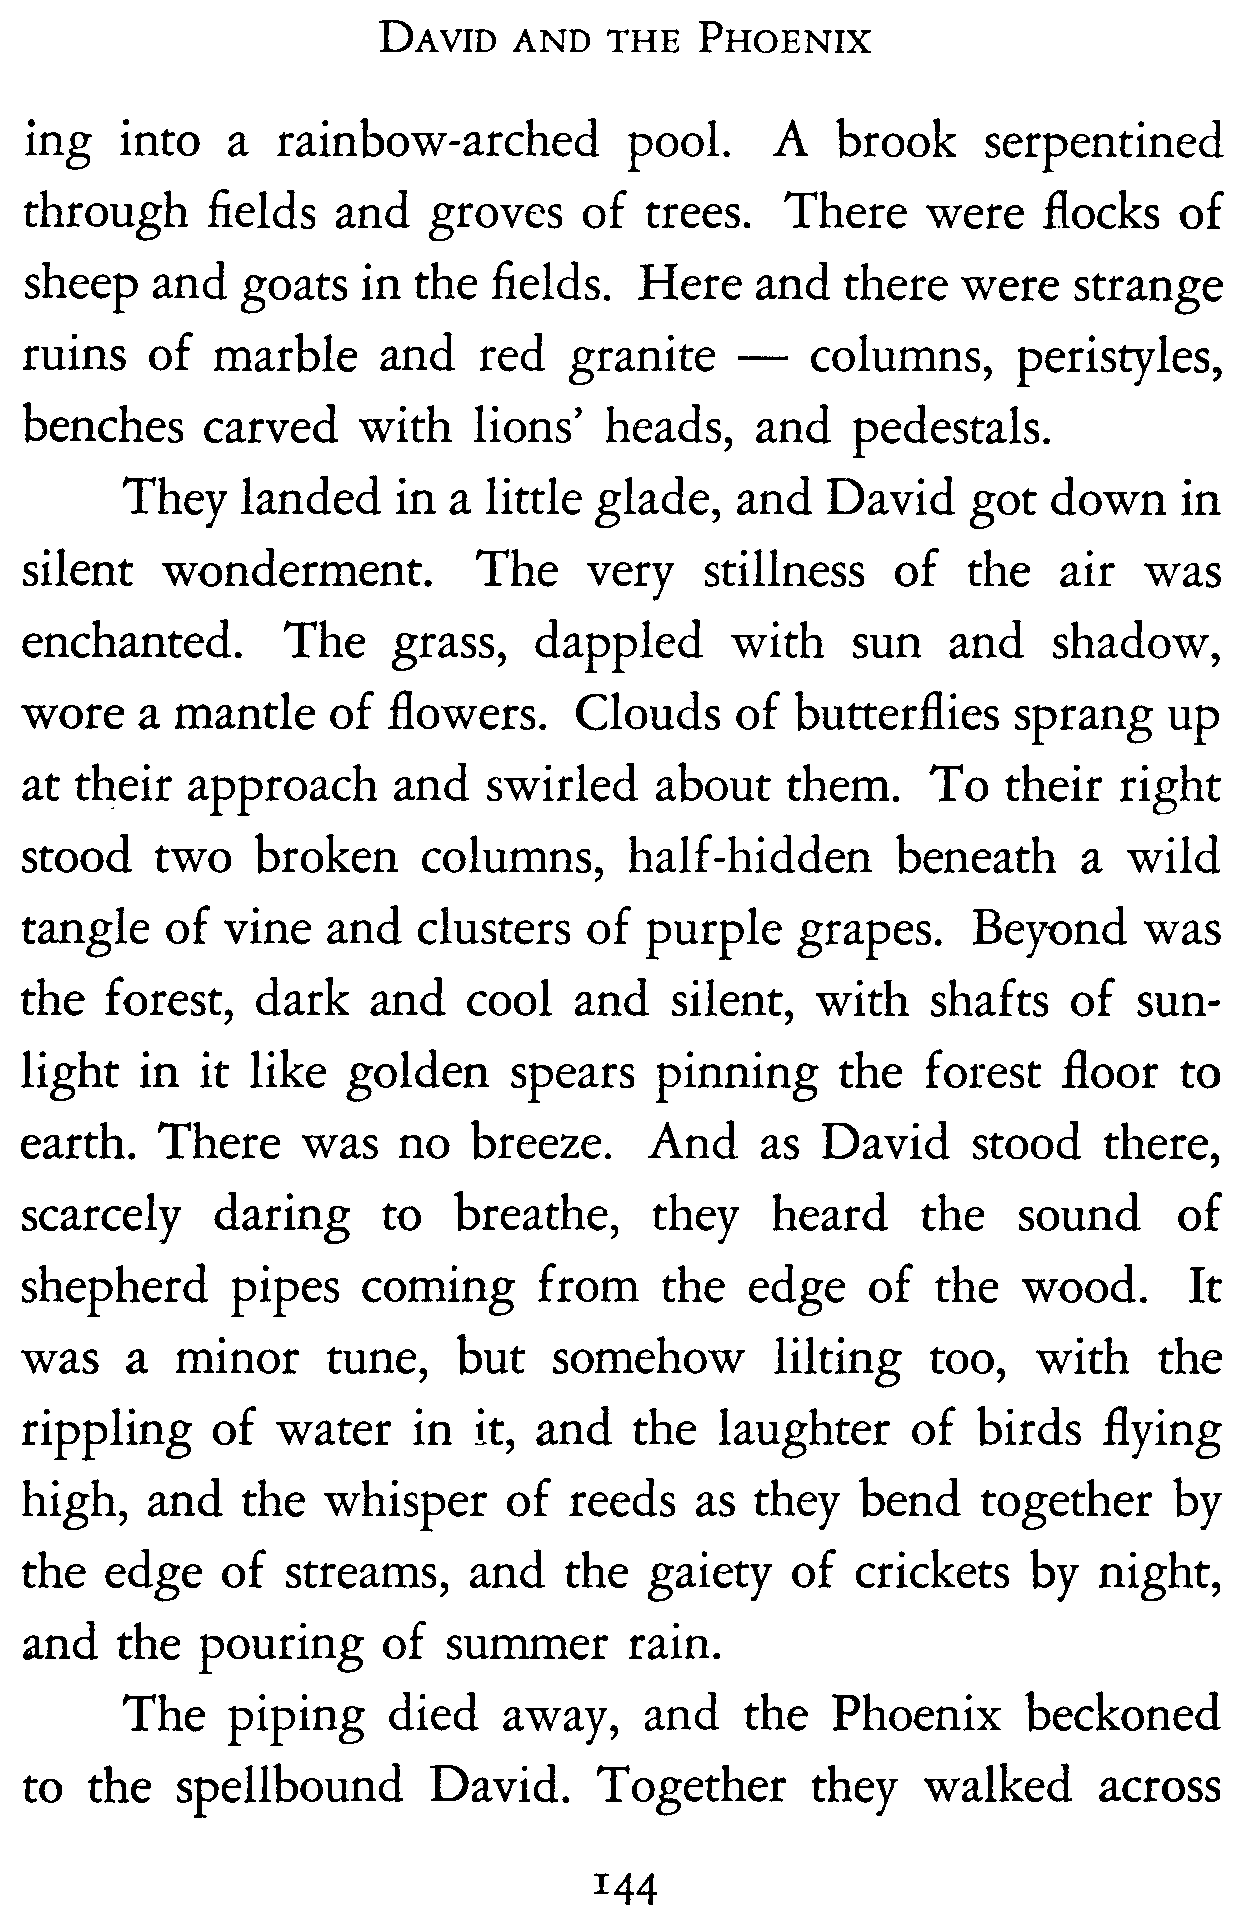 DAVID AND THE PHOENIX
ing into a rainbow-arched pool. A brook serpentined
through fields and groves of trees. There were flocks of
sheep and goats in the fields. Here and there were strange
ruins of marble and red granite — columns, peristyles,
benches carved with lions’ heads, and pedestals.
They landed in a little glade, and David got down in
silent wonderment. The very stillness of the air was
enchanted. The grass, dappled with sun and shadow,
wore a mantle of flowers. Clouds of butterflies sprang up
at their approach and swirled about them. To their right
stood two broken columns, half-hidden beneath a wild
tangle of vine and clusters of purple grapes. Beyond was
the forest, dark and cool and silent, with shafts of sun-
light in it like golden spears pinning the forest floor to
earth. There was no breeze. And as David stood there,
scarcely daring to breathe, they heard the sound of
shepherd pipes coming from the edge of the wood. It
was a minor tune, but somehow lilting too, with the
rippling of water in it, and the laughter of birds flying
high, and the whisper of reeds as they bend together by
the edge of streams, and the gaiety of crickets by night,
and the pouring of summer rain.
The piping died away, and the Phoenix beckoned
to the spellbound David. Together they walked across
144